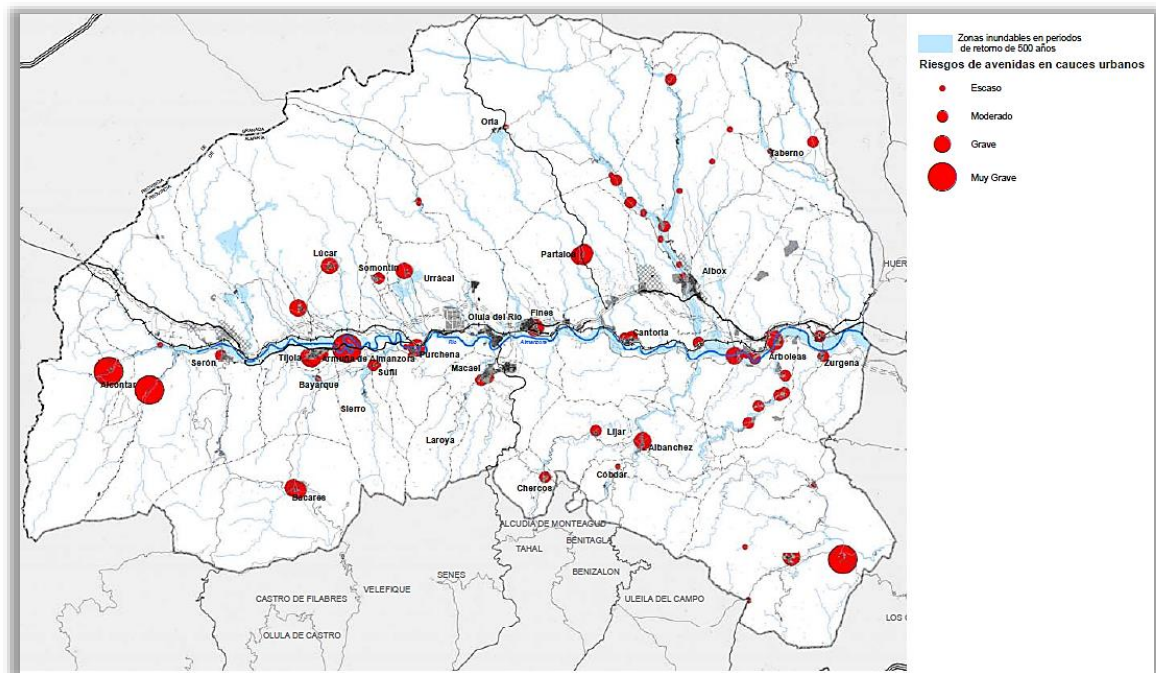 Zonas inundables en periodos
de retorno de 500 años
Riesgos de avenidas en cauces urbanos
Escaso
Moderado
Grave
Muy Grave
Oria
Taberno
Lúcar
Somontín
Urrácal
Partaloa
Albox
HUER
Olula del Río
Fines
Cantoria
Río
Almanzora
Serón
Tíjola
Armuña de Almanzora
Purchena
Arboleas
Zurgena
Alcontar
Bayarque
Sufli
Macael
Sierro
Laroya
Líjar
Albanchez
Cóbdar
Chercos
Bacares
ALCUDIA DE MONTEAGUD
TAHAL
BENITAGLA
BENIZALON
SENES
VELEFIQUE
CASTRO DE FILABRES
ULEILA DEL CAMPO
OLULA DE CASTRO
LOS